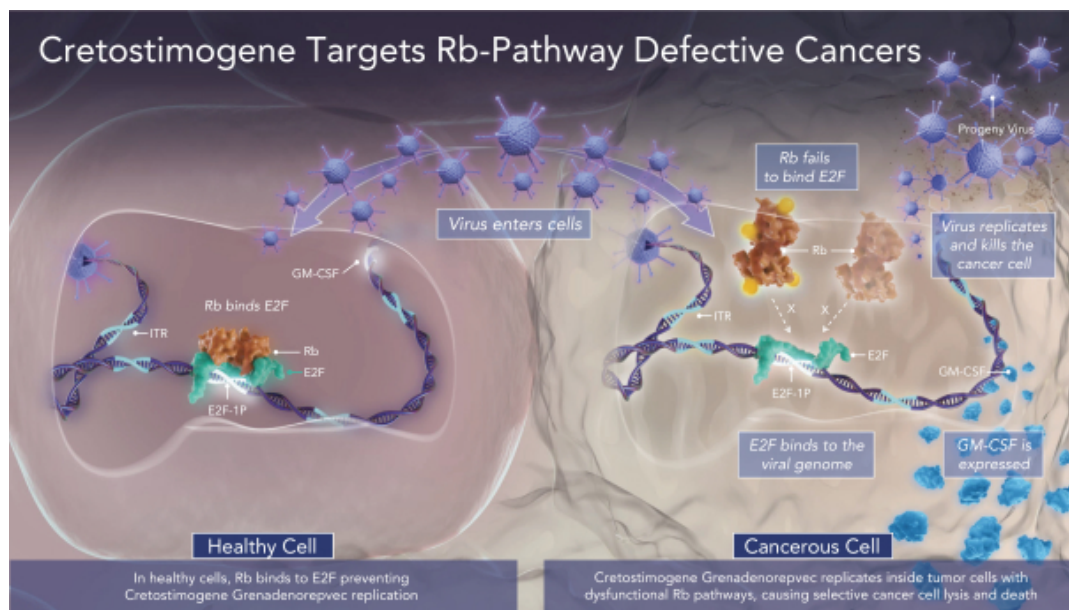 Cretostimogene Targets Rb-Pathway Defective Cancers
Progeny Virus
Rb fails
to bind E2F
Virus enters cells
Virus replicates
and kills the
cancer cell
GM-CSF
Rb binds E2F
ITR
Rb
E2F
E2F-1P
Rb
ITR
X
X
E2F
E2F-1P
GM-CSF
E2F binds to the
viral genome
GM-CSF is
expressed
Healthy Cell
In healthy cells, Rb binds to E2F preventing
Cretostimogene Grenadenorepvec replication
Cancerous Cell
Cretostimogene Grenadenorepvec replicates inside tumor cells with
dysfunctional Rb pathways, causing selective cancer cell lysis and death